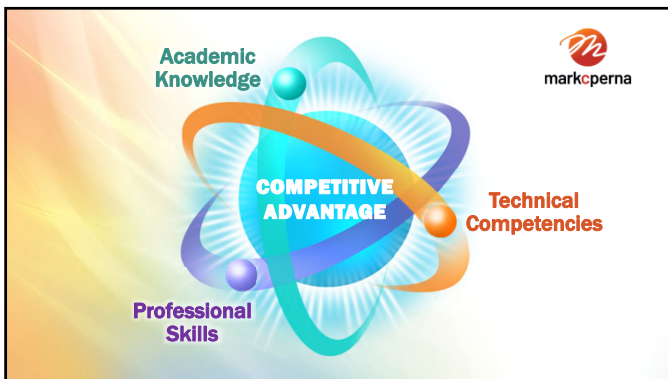 Academic
Knowledge
markcperna
COMPETITIVE
ADVANTAGE
Technical
Competencies
Professional
Skills